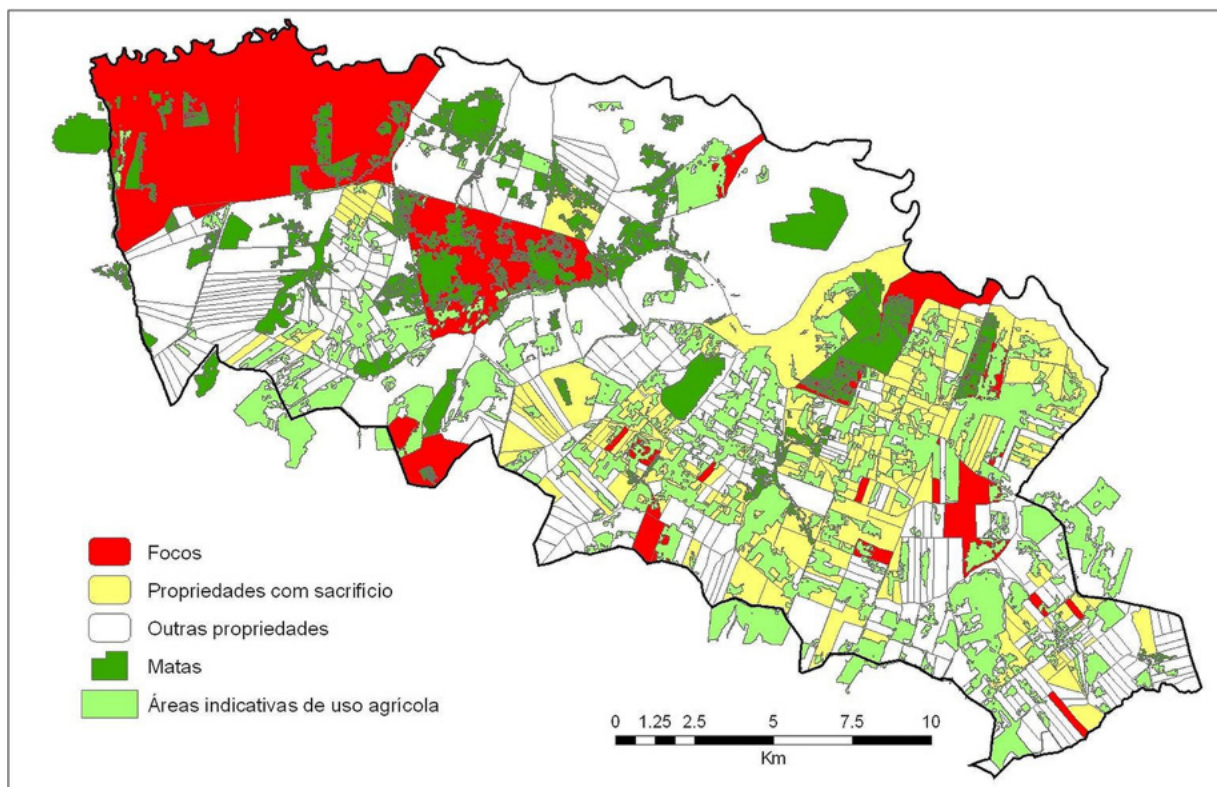 Focos
Propriedades com sacrifício
Outras propriedades
Matas
Áreas indicativas de uso agrícola
0 1.25 2.5 5 7.5 10
Km